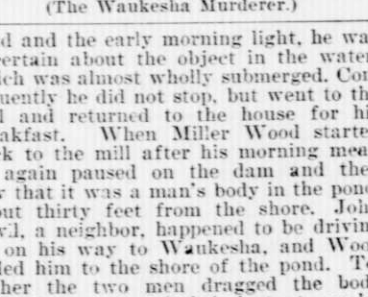 (The Waukesha Murderer.)
d and the early morning light, he wa
ertain about the object in the water
ich was almost wholly submerged. Con
uently he did not stop, but went to th
l and returned to the house for hi
akfast. When Miller Wood starte
k to the mill after his morning mea
again paused on the dam and the
v that it was a man's body in the pond
out thirty feet from the shore. Joh
a neighbor, happened to be drivin
on his way to Waukesha, and Woo
led him to the shore of the pond. To
ther the two men dragged the bod